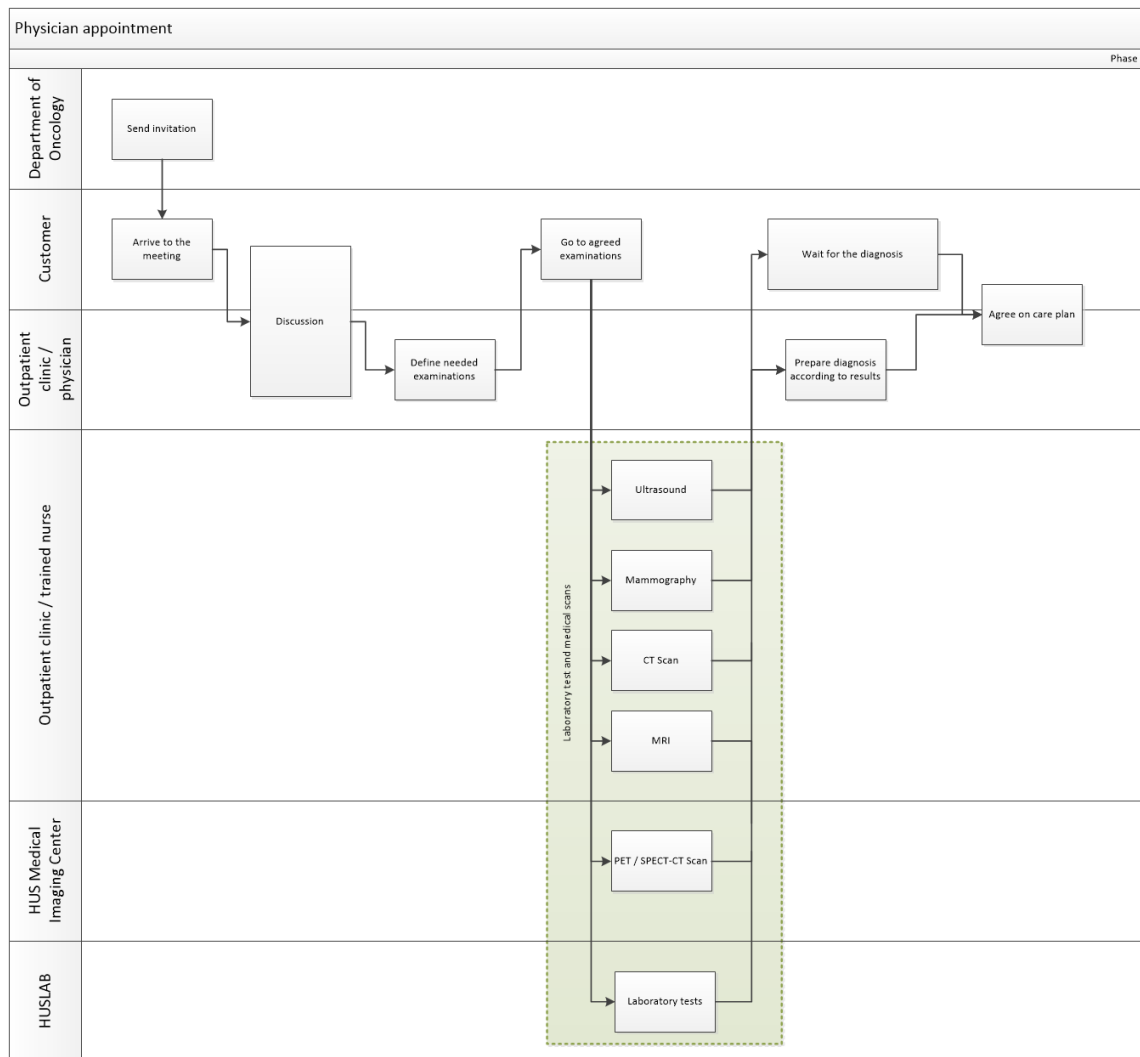 Physician appointment
Phase
Department of
Oncology
Send invitation
Customer
Arrive to the
meeting
Discussion
Go to agreed
examinations
Wait for the diagnosis
Agree on care plan
Outpatient
clinic /
physician
Define needed
examinations
Prepare diagnosis
according to results
Outpatient clinic / trained nurse
Laboratory test and medical scans
Ultrasound
Mammography
CT Scan
MRI
HUS Medical
Imaging Center
PET / SPECT-CT Scan
HUSLAB
Laboratory tests